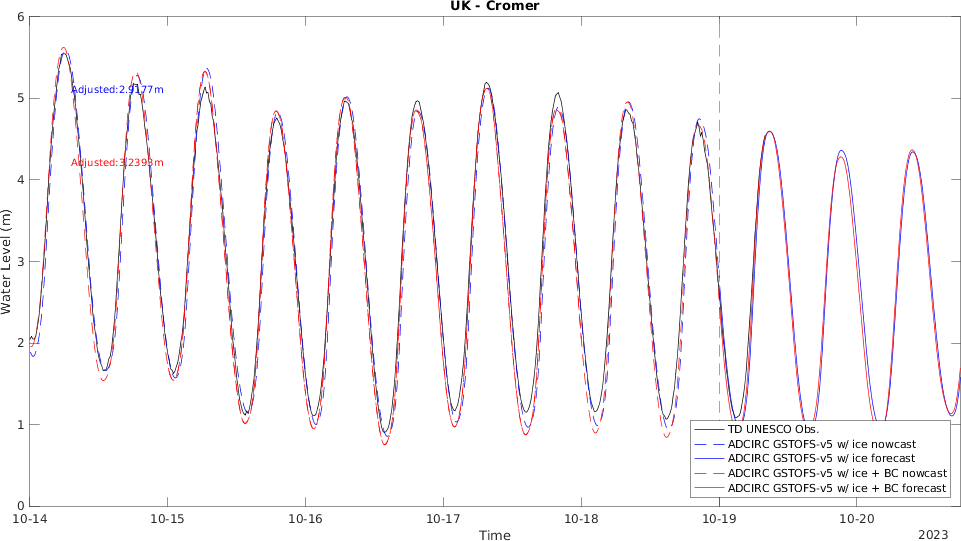 UK - Cromer
6
5
4
3
2
1
0
Water Level (m)
Adjusted:2.9177m
Adjusted:3.2393m
TD UNESCO Obs.
ADCIRC GSTOFS-v5 w/ ice nowcast
ADCIRC GSTOFS-v5 w/ ice forecast
ADCIRC GSTOFS-v5 w/ ice + BC nowcast
ADCIRC GSTOFS-v5 w/ ice + BC forecast
10-14 10-15 10-16 10-17 10-18 10-19 10-20
Time
2023